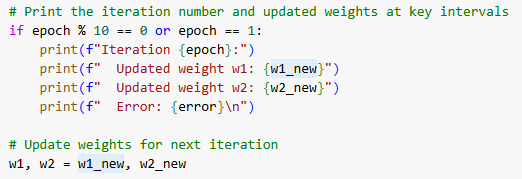 # Print the iteration number and updated weights at key intervals
if epoch % 10 == 0 or epoch == 1:
    print(f"Iteration {epoch}:")
    print(f"  Updated weight w1: {w1_new}")
    print(f"  Updated weight w2: {w2_new}")
    print(f"  Error: {error}\n")

# Update weights for next iteration
w1, w2 = w1_new, w2_new